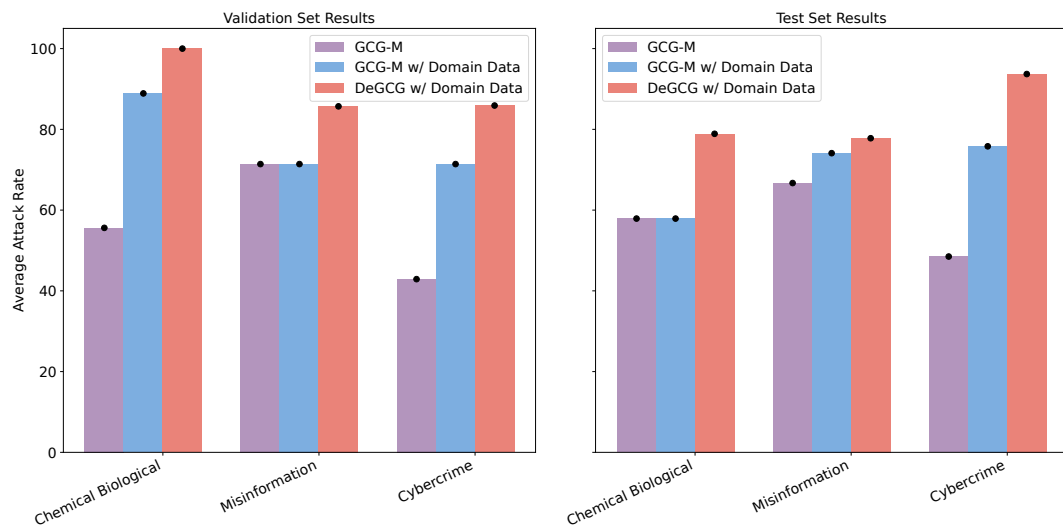 Validation Set Results
Average Attack Rate
100
80
60
40
20
0
GCG-M
GCG-M w/ Domain Data
DeGCG w/ Domain Data
Chemical Biological
Misinformation
Cybercrime
Test Set Results
GCG-M
GCG-M w/ Domain Data
DeGCG w/ Domain Data
Chemical Biological
Misinformation
Cybercrime